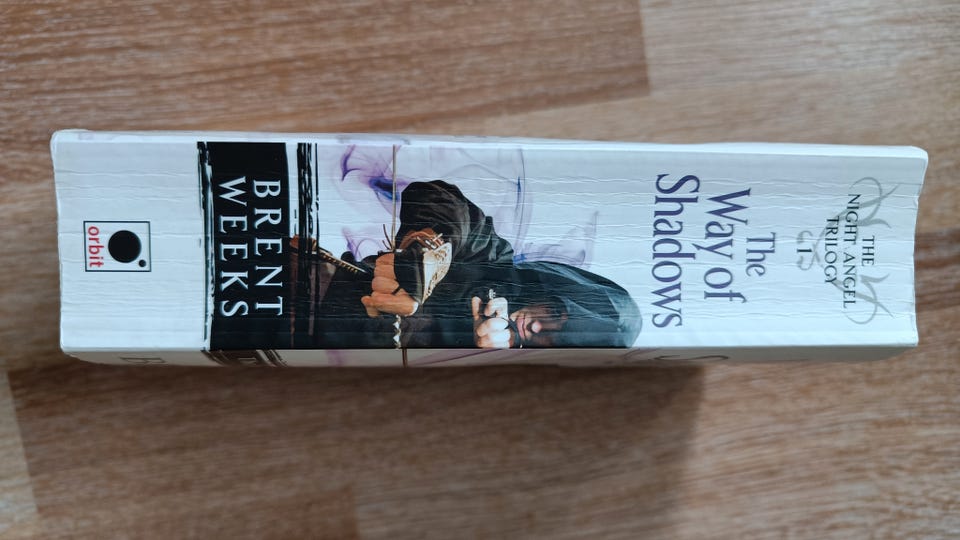 THE
NIGHT ANGEL
TRILOGY
1
The
Way of
Shadows
BRENT
WEEKS
orbit